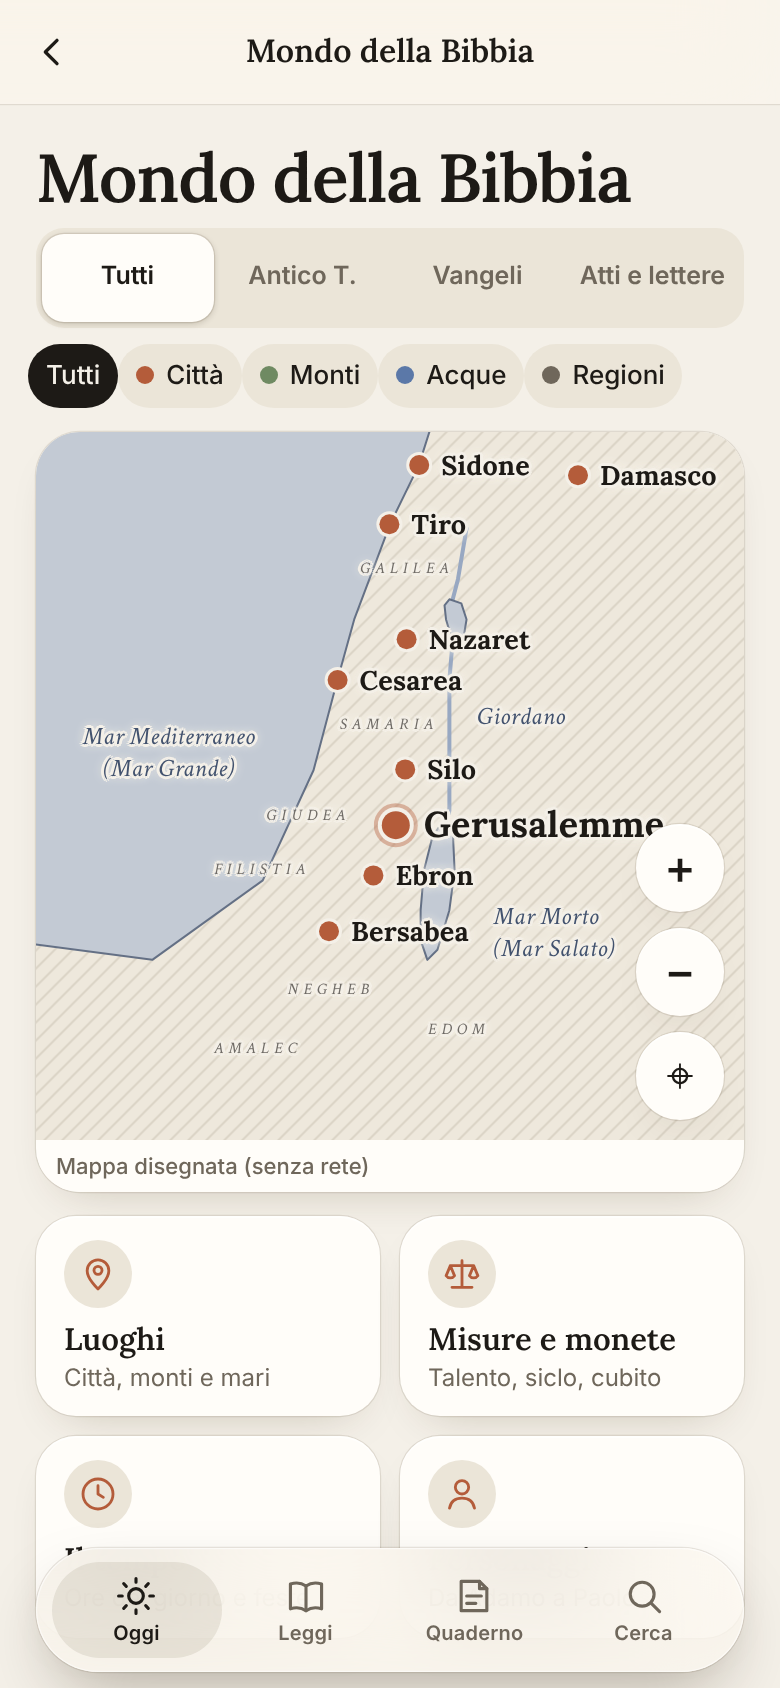 Mondo della Bibbia
Mondo della Bibbia
Tutti
Antico T.
Vangeli
Atti e lettere
Tutti
Città
Monti
Acque
Regioni
Sidone
Damasco
Tiro
GALILEA
Nazaret
Cesarea
SAMARIA
Giordano
Mar Mediterraneo
(Mar Grande)
Silo
GIUDEA
Gerusalemme
FILISTIA
Ebron
+
Mar Morto
(Mar Salato)
Bersabea
−
NEGHEB
EDOM
AMALEC
Mappa disegnata (senza rete)
Luoghi
Città, monti e mari
Misure e monete
Talento, siclo, cubito
Oggi
Leggi
Quaderno
Cerca